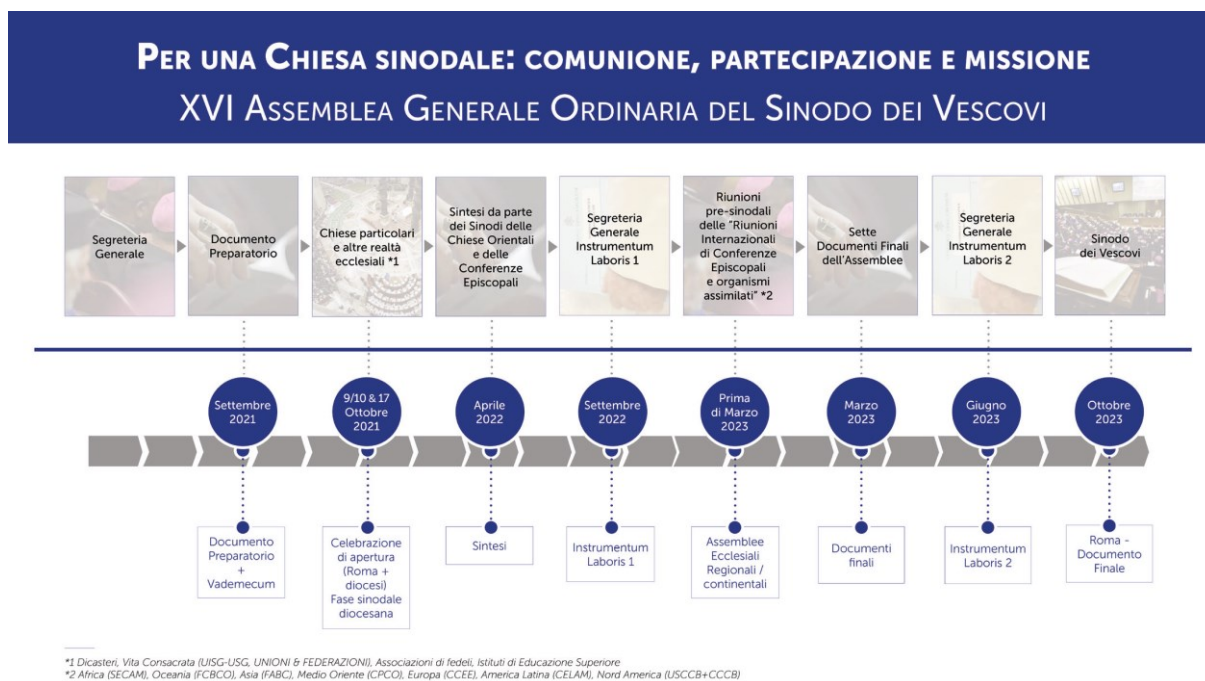 PER UNA CHIESA SINODALE: COMUNIONE, PARTECIPAZIONE E MISSIONE
XVI ASSEMBLEA GENERALE ORDINARIA DEL SINODO DEI VESCOVI
Segreteria
Generale
Documento
Preparatorio
Chiese particolari
e altre realtà
ecclesiali *1
Sintesi da parte
dei Sinodi delle
Chiese Orientali
e delle
Conferenze
Episcopali
Segreteria
Generale
Instrumentum
Laboris 1
Riunioni
pre-sinodali
delle "Riunioni
Internazionali
di Conferenze
Episcopali
e organismi
assimilati" *2
Sette
Documenti Finali
dell'Assemblee
Segreteria
Generale
Instrumentum
Laboris 2
Sinodo
dei Vescovi
Settembre
2021
9/10 & 17
Ottobre
2021
Aprile
2022
Settembre
2022
Prima
di Marzo
2023
Marzo
2023
Giugno
2023
Ottobre
2023
Documento
Preparatorio
+
Vademecum
Celebrazione
di apertura
(Roma +
diocesi)
Fase sinodale
diocesana
Sintesi
Instrumentum
Laboris 1
Assemblee
Ecclesiali
Regionali /
continentali
Documenti
finali
Instrumentum
Laboris 2
Roma -
Documento
Finale
*1 Dicasteri, Vita Consacrata (UISG-USG, UNIONI & FEDERAZIONI), Associazioni di fedeli, Istituti di Educazione Superiore
*2 Africa (SECAM), Oceania (FCBCO), Asia (FABC), Medio Oriente (CPCO), Europa (CCEE), America Latina (CELAM), Nord America (USCCB+CCCB)